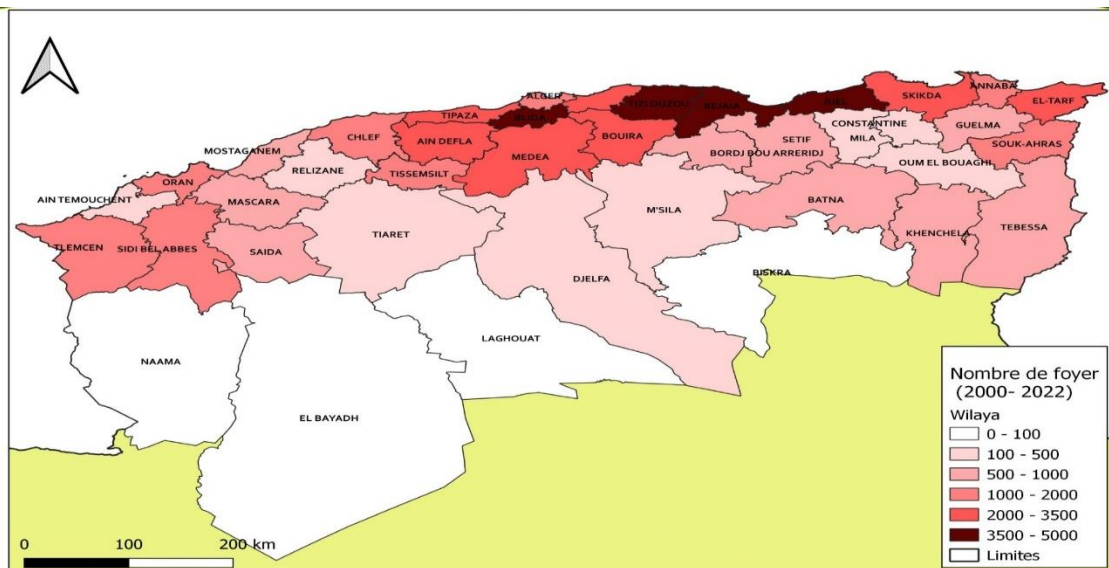 ALGER
TIZI OUZOU
BEJAIA
JIJEL
SKIKDA
ANNABA
EL-TARF
TIPAZA
BLIDA
CONSTANTINE
GUELMA
CHLEF
AIN DEFLA
BOUIRA
SETIF
MILA
SOUK-AHRAS
MOSTAGANEM
MEDEA
BORDJ BOU ARRERIDJ
OUM EL BOUAGHI
RELIZANE
TISSEMSILT
ORAN
AIN TEMOUCHENT
MASCARA
M'SILA
BATNA
TIARET
KHENCHELA
TEBESSA
TLEMCEN
SIDI BEL ABBES
SAIDA
DJELFA
BISKRA
LAGHOUAT
NAAMA
EL BAYADH
Nombre de foyer
(2000- 2022)
Wilaya
0 - 100
100 - 500
500 - 1000
1000 - 2000
2000 - 3500
3500 - 5000
Limites
0 100 200 km